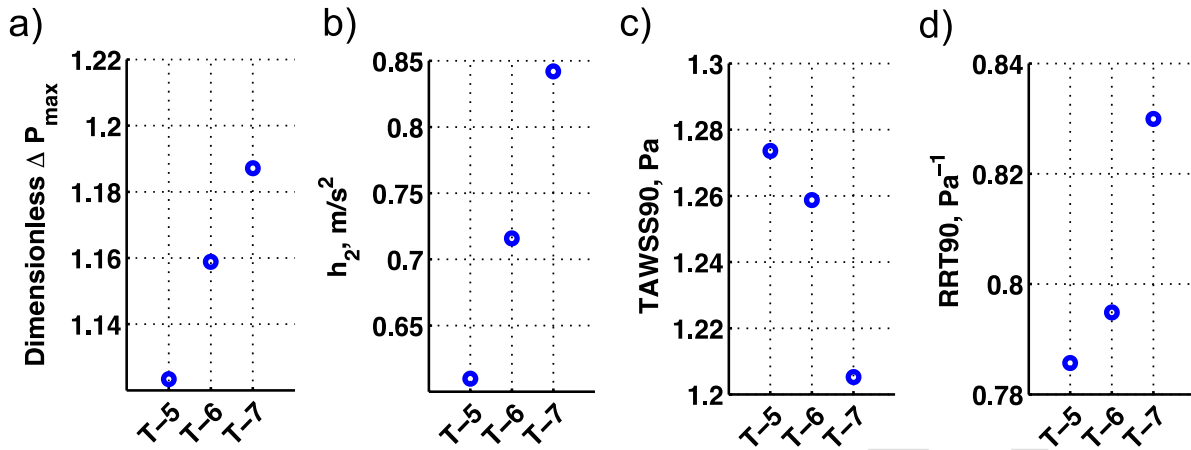 a)
Dimensionless Δ P_max
1.22
1.2
1.18
1.16
1.14
T−5
T−6
T−7
b)
h_2, m/s^2
0.85
0.8
0.75
0.7
0.65
T−5
T−6
T−7
c)
TAWSS90, Pa
1.3
1.28
1.26
1.24
1.22
1.2
T−5
T−6
T−7
d)
RRT90, Pa^−1
0.84
0.82
0.8
0.78
T−5
T−6
T−7